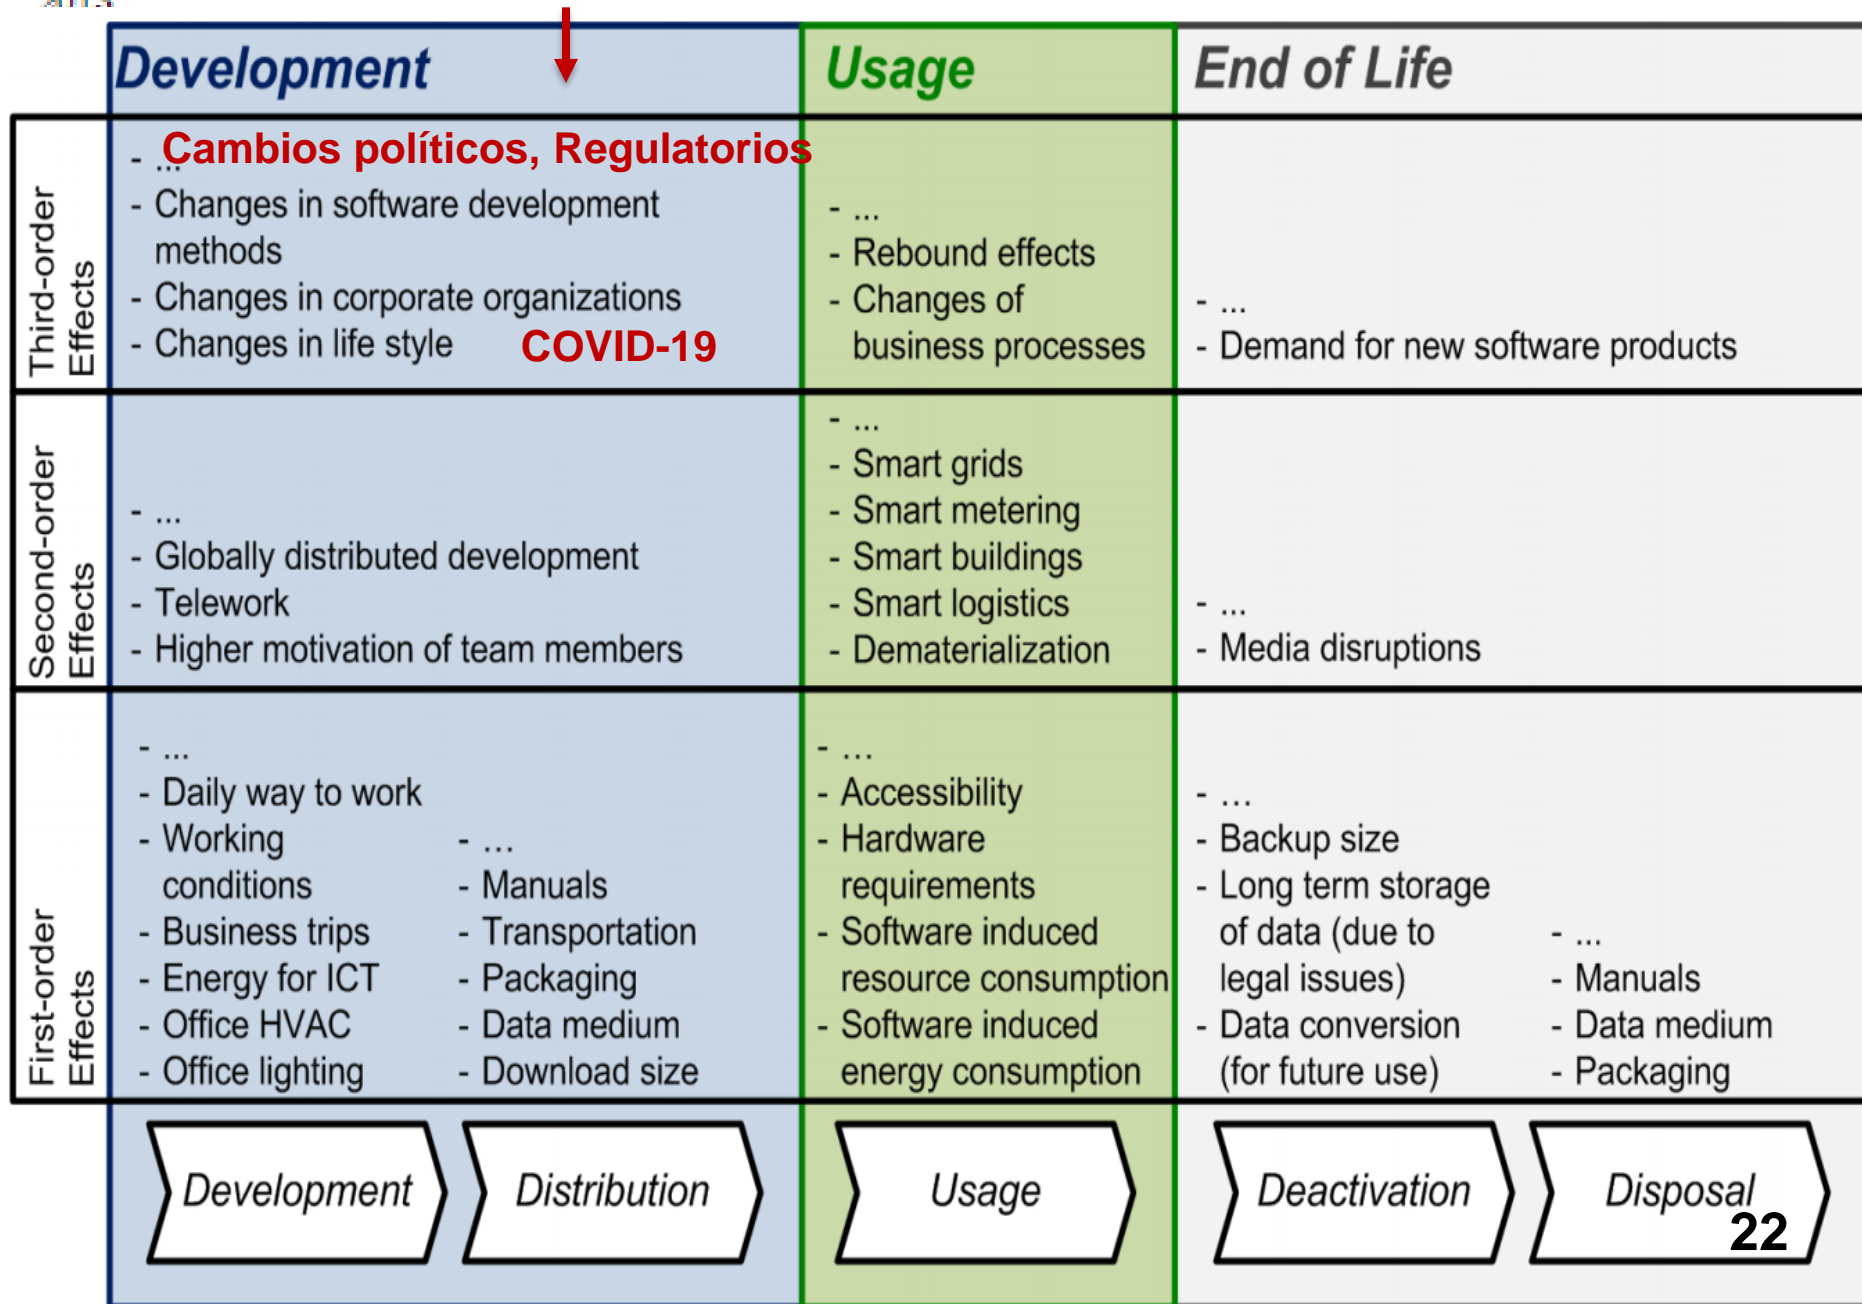 Development
Usage
End of Life
Third-order
Effects
Cambios políticos, Regulatorios
- ...
- Changes in software development
methods
- Changes in corporate organizations
- Changes in life style
COVID-19
- ...
- Rebound effects
- Changes of
business processes
- ...
- Demand for new software products
Second-order
Effects
- ...
- Globally distributed development
- Telework
- Higher motivation of team members
- ...
- Smart grids
- Smart metering
- Smart buildings
- Smart logistics
- Dematerialization
- ...
- Media disruptions
First-order
Effects
- ...
- Daily way to work
- Working
conditions
- Business trips
- Energy for ICT
- Office HVAC
- Office lighting
- ...
- Manuals
- Transportation
- Packaging
- Data medium
- Download size
- ...
- Accessibility
- Hardware
requirements
- Software induced
resource consumption
- Software induced
energy consumption
- ...
- Backup size
- Long term storage
of data (due to
legal issues)
- Data conversion
(for future use)
- ...
- Manuals
- Data medium
- Packaging
Development
Distribution
Usage
Deactivation
Disposal
22